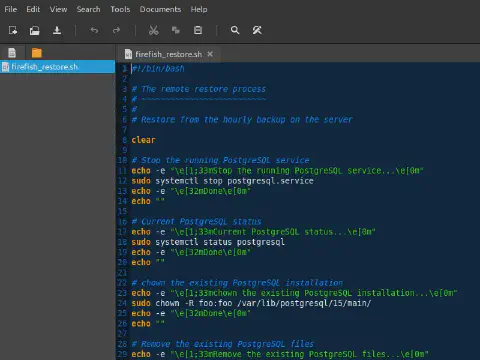 File Edit View Search Tools Documents Help
firefish_restore.sh
firefish_restore.sh ×
1 #!/bin/bash
2
3 # The remote restore process
4 # ~~~~~~~~~~~~~~~~~~~~~~~~~~
5 #
6 # Restore from the hourly backup on the server
7
8 clear
9
10 # Stop the running PostgreSQL service
11 echo -e "\e[1;33mStop the running PostgreSQL service...\e[0m"
12 sudo systemctl stop postgresql.service
13 echo -e "\e[32mDone\e[0m
14 echo ""
15
16 # Current PostgreSQL status
17 echo -e "\e[1;33mCurrent PostgreSQL status...\e[0m"
18 sudo systemctl status postgresql
19 echo -e "\e[32mDone\e[0m
20 echo ""
21
22 # chown the existing PostgreSQL installation
23 echo -e "\e[1;33mchown the existing PostgreSQL installation...\e[0m"
24 sudo chown -R foo:foo /var/lib/postgresql/15/main/
25 echo -e "\e[32mDone\e[0m
26 echo ""
27
28 # Remove the existing PostgreSQL files
29 echo -e "\e[1;33mRemove the existing PostgreSQL files...\e[0m"